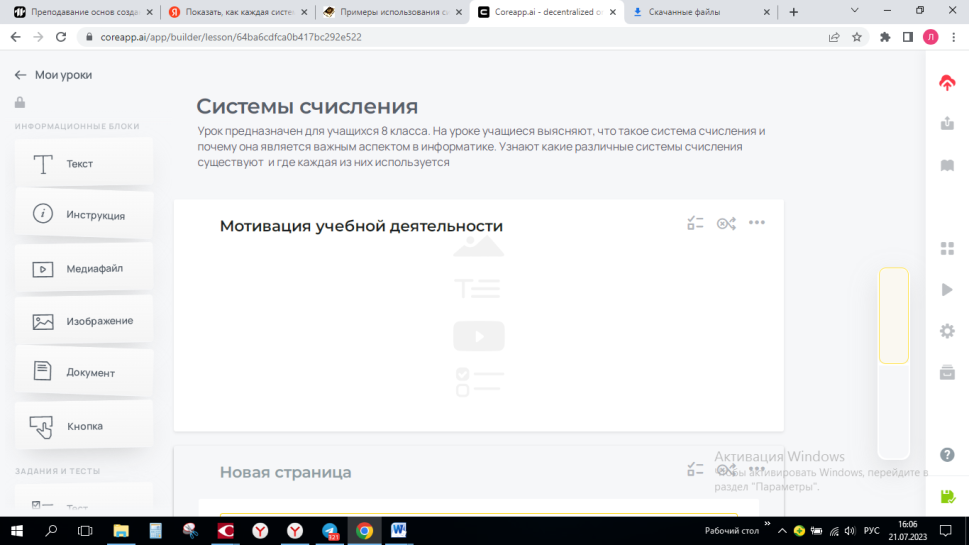 Преподавание основ созда
Показать, как каждая систе
Примеры использования си
Coreapp.ai - decentralized o
Скачанные файлы
coreapp.ai/app/builder/lesson/64ba6cdfca0b417bc292e522
Л
Мои уроки
ИНФОРМАЦИОННЫЕ БЛОКИ
Текст
Инструкция
Медиафайл
Изображение
Документ
Кнопка
ЗАДАНИЯ И ТЕСТЫ
Тест
Системы счисления
Урок предназначен для учащихся 8 класса. На уроке учащиеся выясняют, что такое система счисления и
почему она является важным аспектом в информатике. Узнают какие различные системы счисления
существуют и где каждая из них используется
Мотивация учебной деятельности
Новая страница
Активация Windows
Чтобы активировать Windows, перейдите в
раздел "Параметры".
Рабочий стол
РУС
16:06
21.07.2023